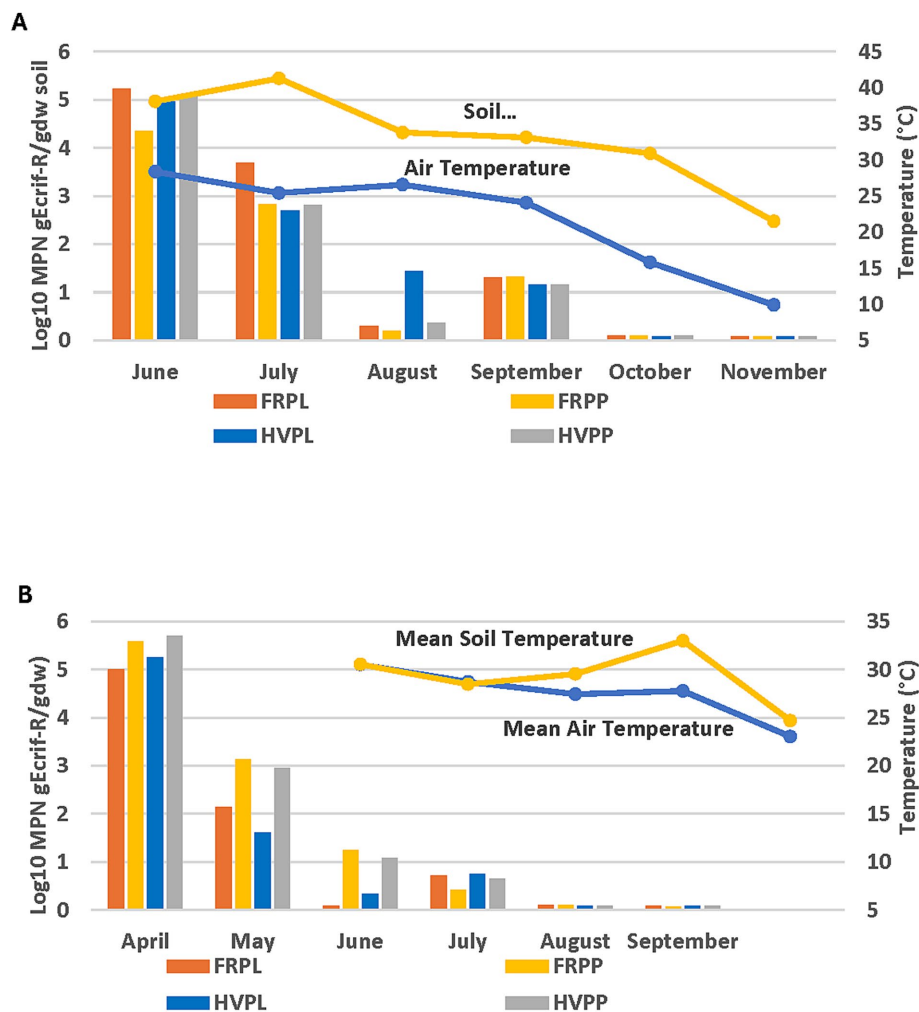 A
Log10 MPN gEcrif-R/gdw soil
6
5
4
3
2
1
0
Soil...
Air Temperature
45
40
35
30
25
20
15
10
5
Temperature (°C)
June July August September October November
FRPL FRPP
HVPL HVPP
B
Log10 MPN gEcrif-R/gdw)
6
5
4
3
2
1
0
Mean Soil Temperature
Mean Air Temperature
35
30
25
20
15
10
5
Temperature (°C)
April May June July August September
FRPL FRPP
HVPL HVPP